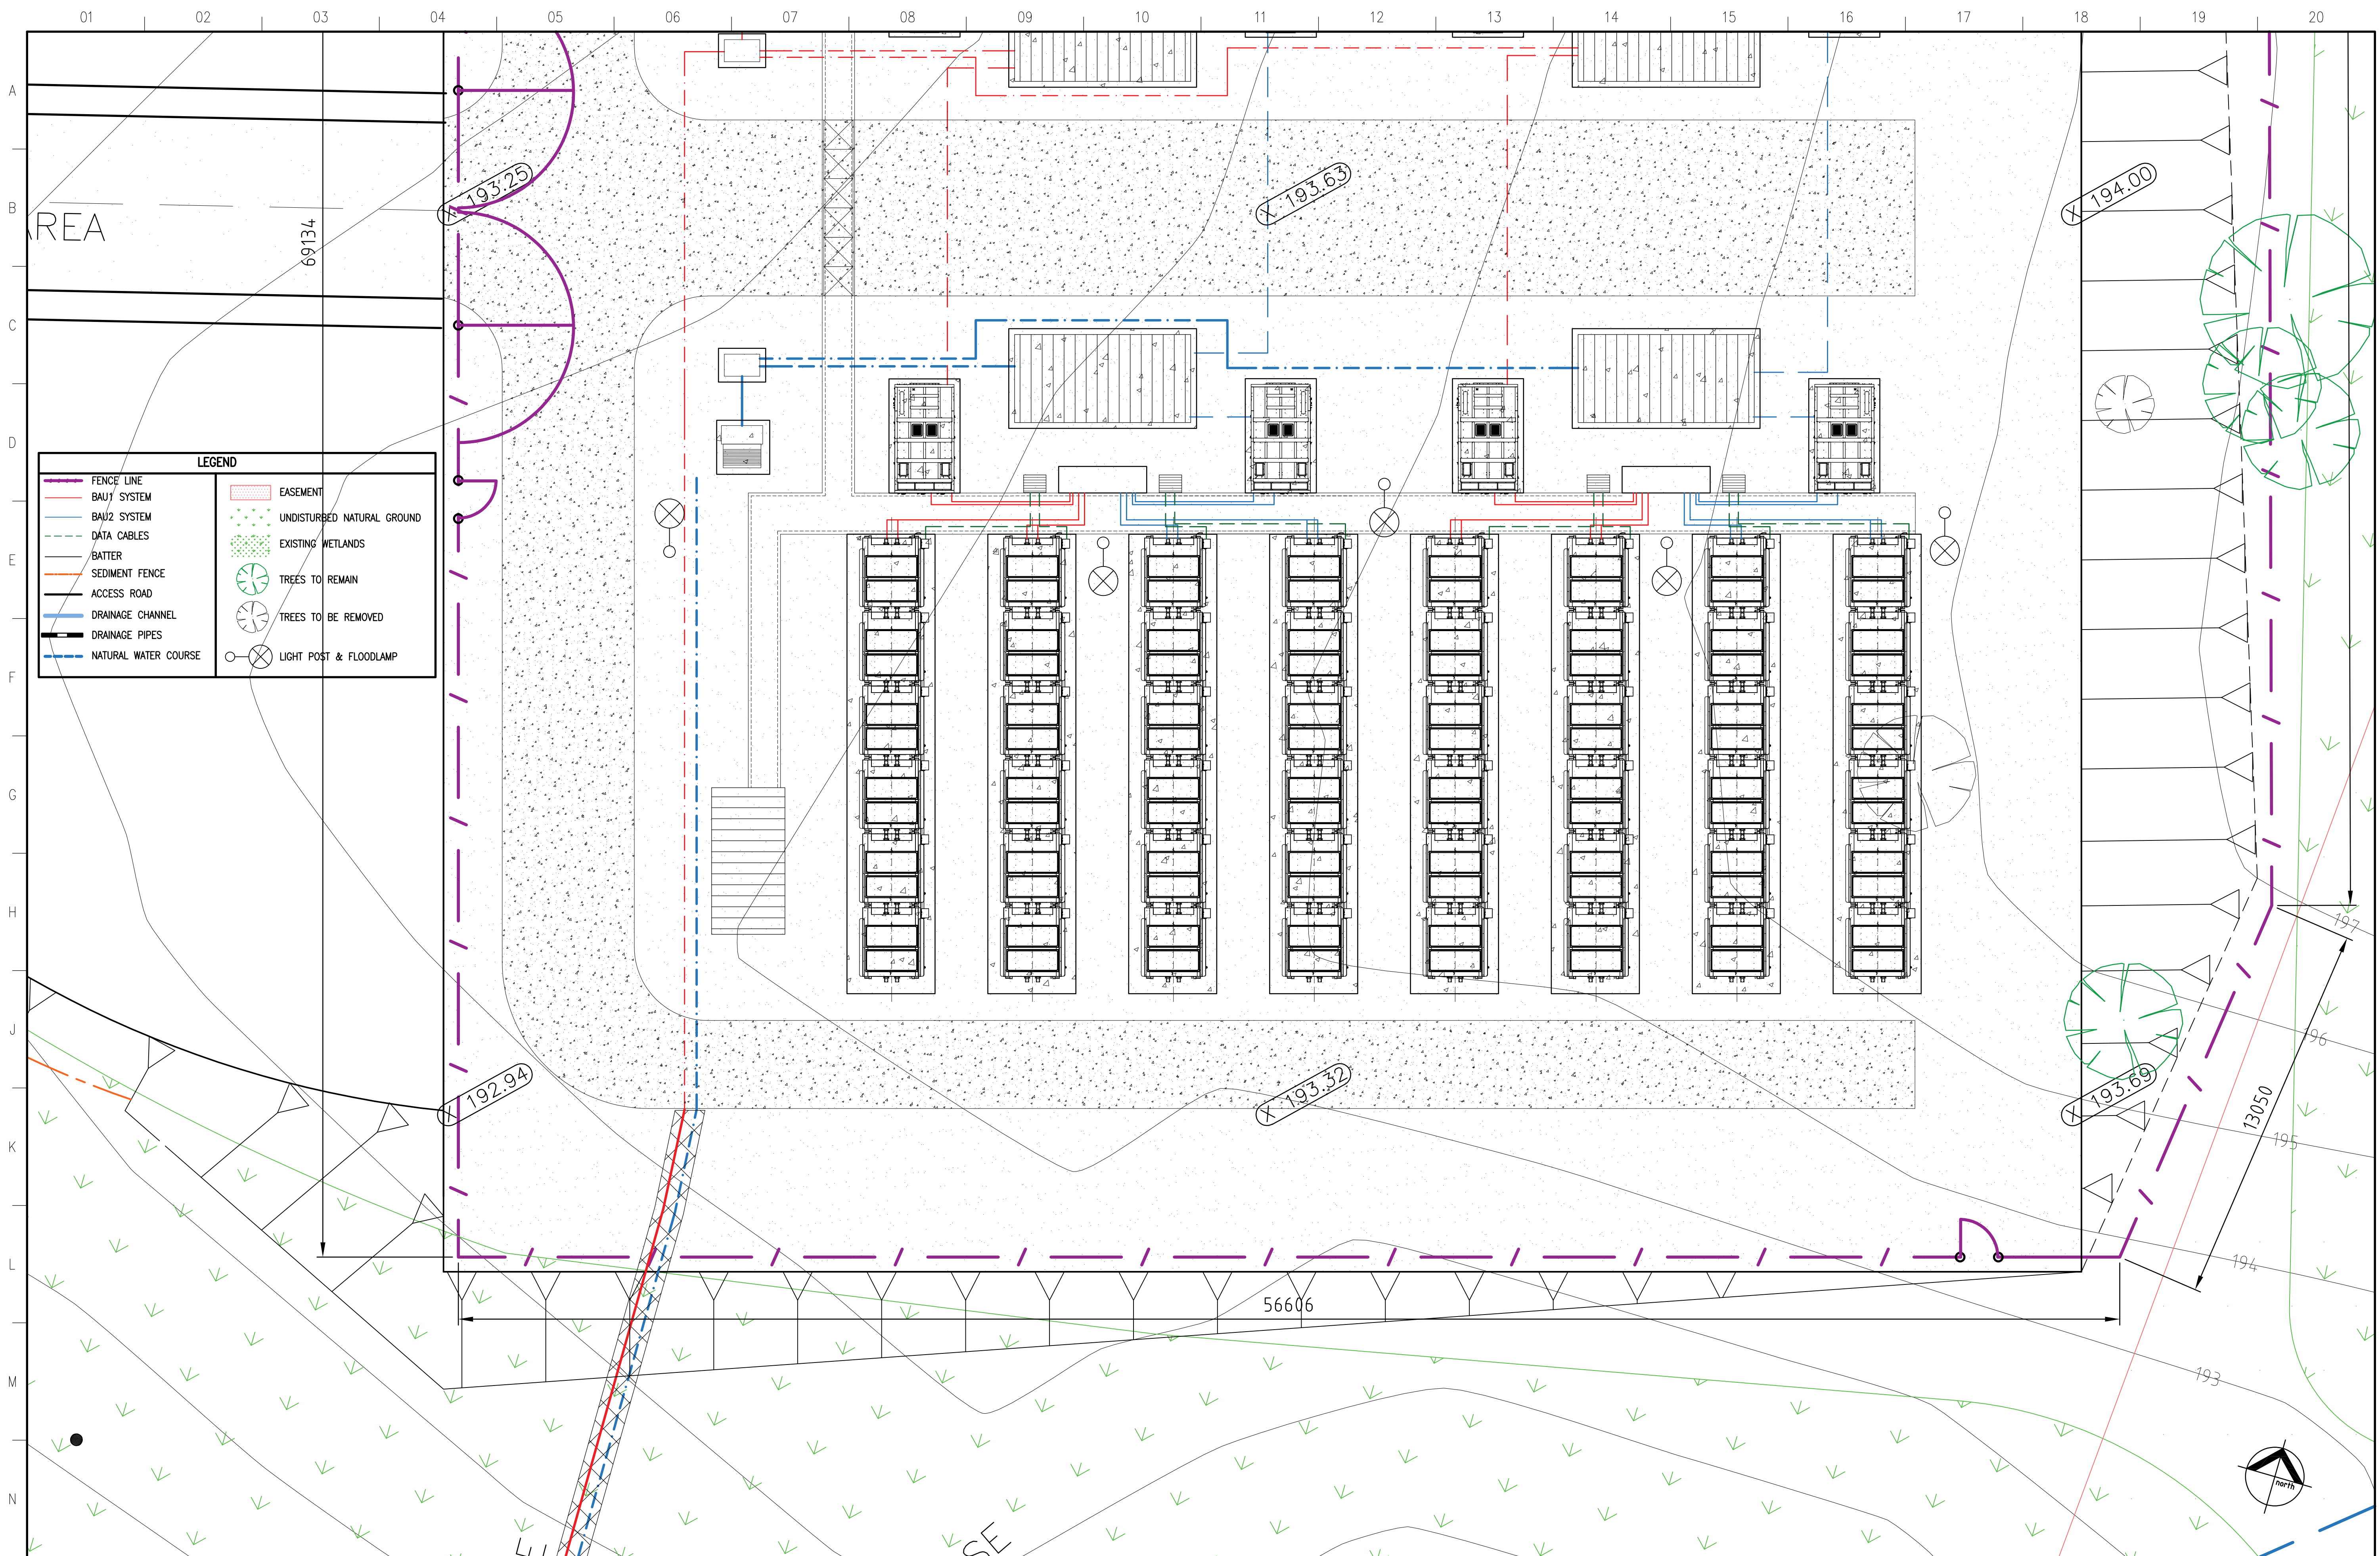 01 02 03 04 05 06 07 08 09 10 11 12 13 14 15 16 17 18 19 20
A
B
C
D
E
F
G
H
J
K
L
M
N
X 193.25
X 193.63
X 194.00
AREA
69134
LEGEND
FENCE LINE
BAU1 SYSTEM
BAU2 SYSTEM
DATA CABLES
BATTER
SEDIMENT FENCE
ACCESS ROAD
DRAINAGE CHANNEL
DRAINAGE PIPES
NATURAL WATER COURSE
EASEMENT
UNDISTURBED NATURAL GROUND
EXISTING WETLANDS
TREES TO REMAIN
TREES TO BE REMOVED
LIGHT POST & FLOODLAMP
197
196
X 192.94
X 193.32
X 193.69
13050
195
194
56606
193
north
SE